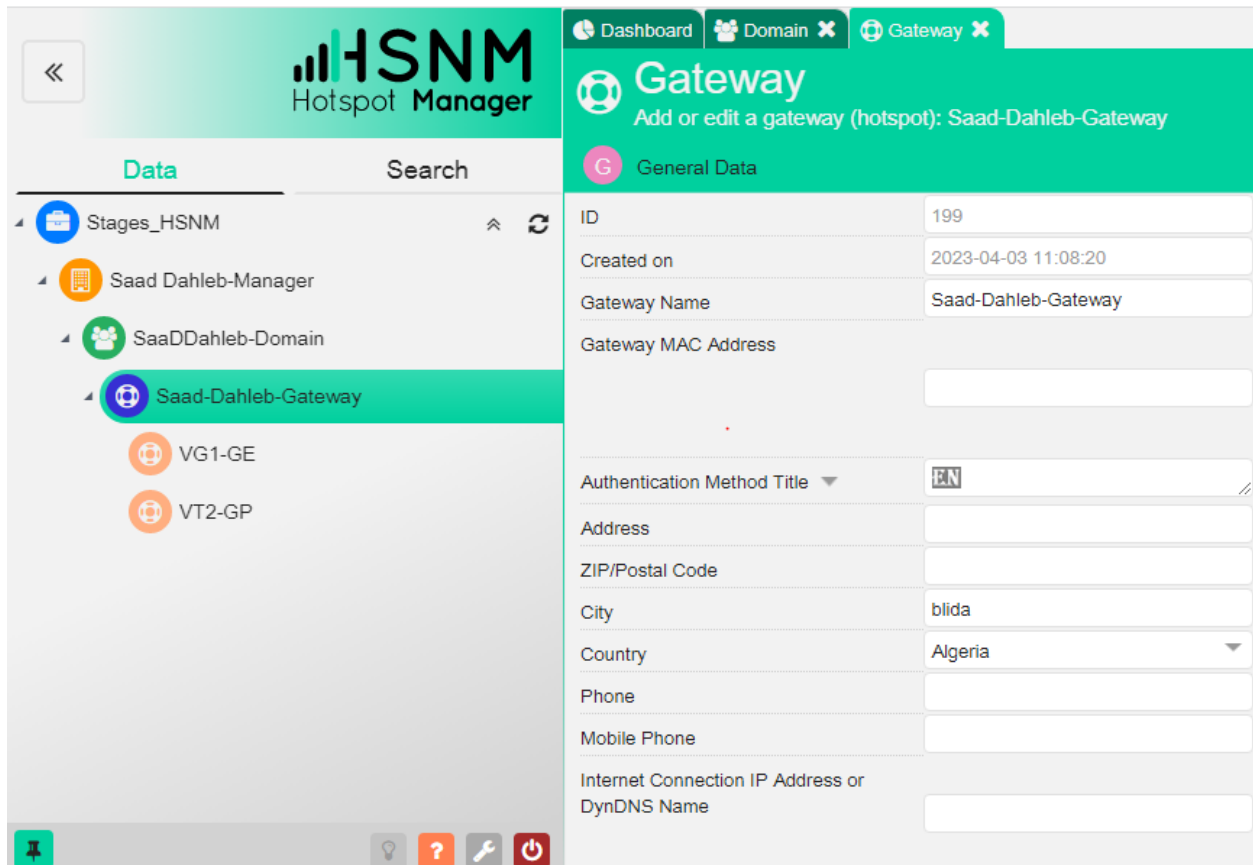 HSNM
Hotspot Manager
Data
Search
Stages_HSNM
Saad Dahleb-Manager
SaaDDahleb-Domain
Saad-Dahleb-Gateway
VG1-GE
VT2-GP
?
Dashboard
Domain
Gateway
Gateway
Add or edit a gateway (hotspot): Saad-Dahleb-Gateway
G General Data
ID 199
Created on 2023-04-03 11:08:20
Gateway Name Saad-Dahleb-Gateway
Gateway MAC Address
Authentication Method Title EN
Address
ZIP/Postal Code
City blida
Country Algeria
Phone
Mobile Phone
Internet Connection IP Address or
DynDNS Name